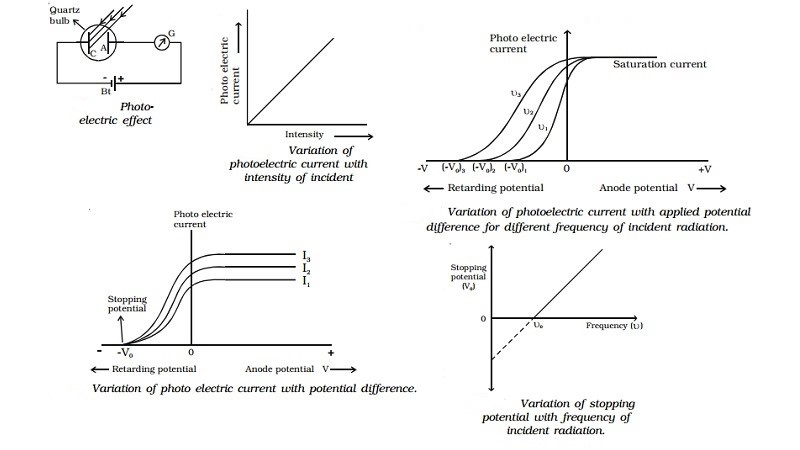 Quartz
bulb
G
C A
- +
Bt
Photo-
electric effect
Photo electric
current
Intensity
Variation of
photoelectric current with
intensity of incident
Photo electric
current
Saturation current
υ₃
υ₂
υ₁
-V (-V₀)₃ (-V₀)₂ (-V₀)₁ 0 +V
Retarding potential Anode potential V
Variation of photoelectric current with applied potential
difference for different frequency of incident radiation.
Photo electric
current
I₃
I₂
I₁
Stopping
potential
- -V₀ 0 +
Retarding potential Anode potential V
Variation of photo electric current with potential difference.
Stopping
potential
(V₀)
0
υ₀ Frequency (υ)
Variation of stopping
potential with frequency of
incident radiation.